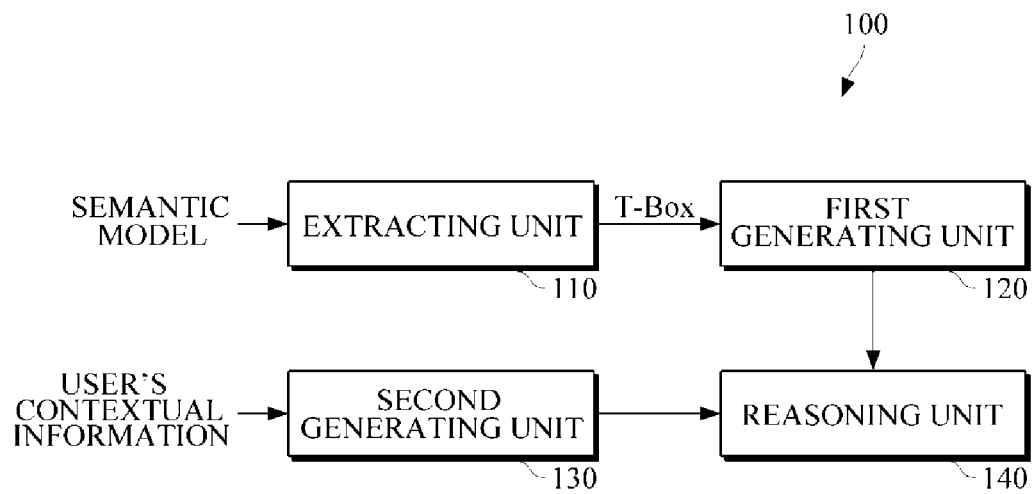 100
SEMANTIC
MODEL
EXTRACTING UNIT
110
T-Box
FIRST
GENERATING UNIT
120
USER'S
CONTEXTUAL
INFORMATION
SECOND
GENERATING UNIT
130
REASONING UNIT
140